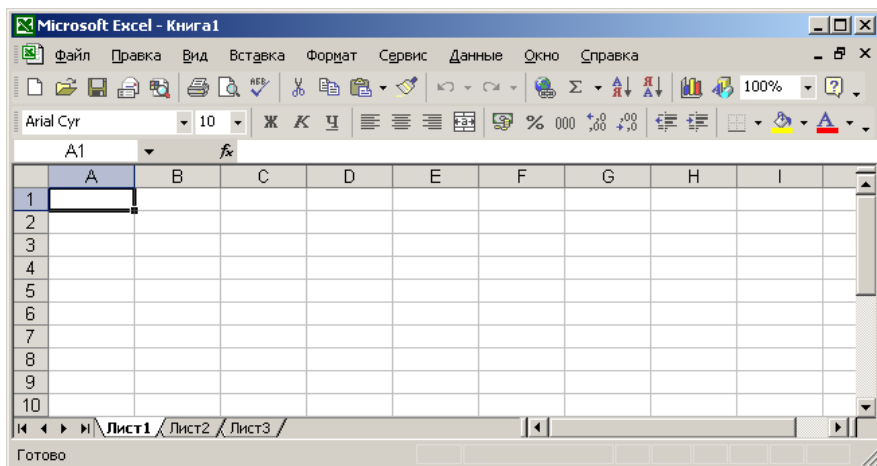 Microsoft Excel - Книга1
Файл Правка Вид Вставка Формат Сервис Данные Окно Справка
100%
Arial Cyr 10 Ж К Ч % 000
A1 fx
A B C D E F G H I
1
2
3
4
5
6
7
8
9
10
Лист1 Лист2 Лист3
Готово